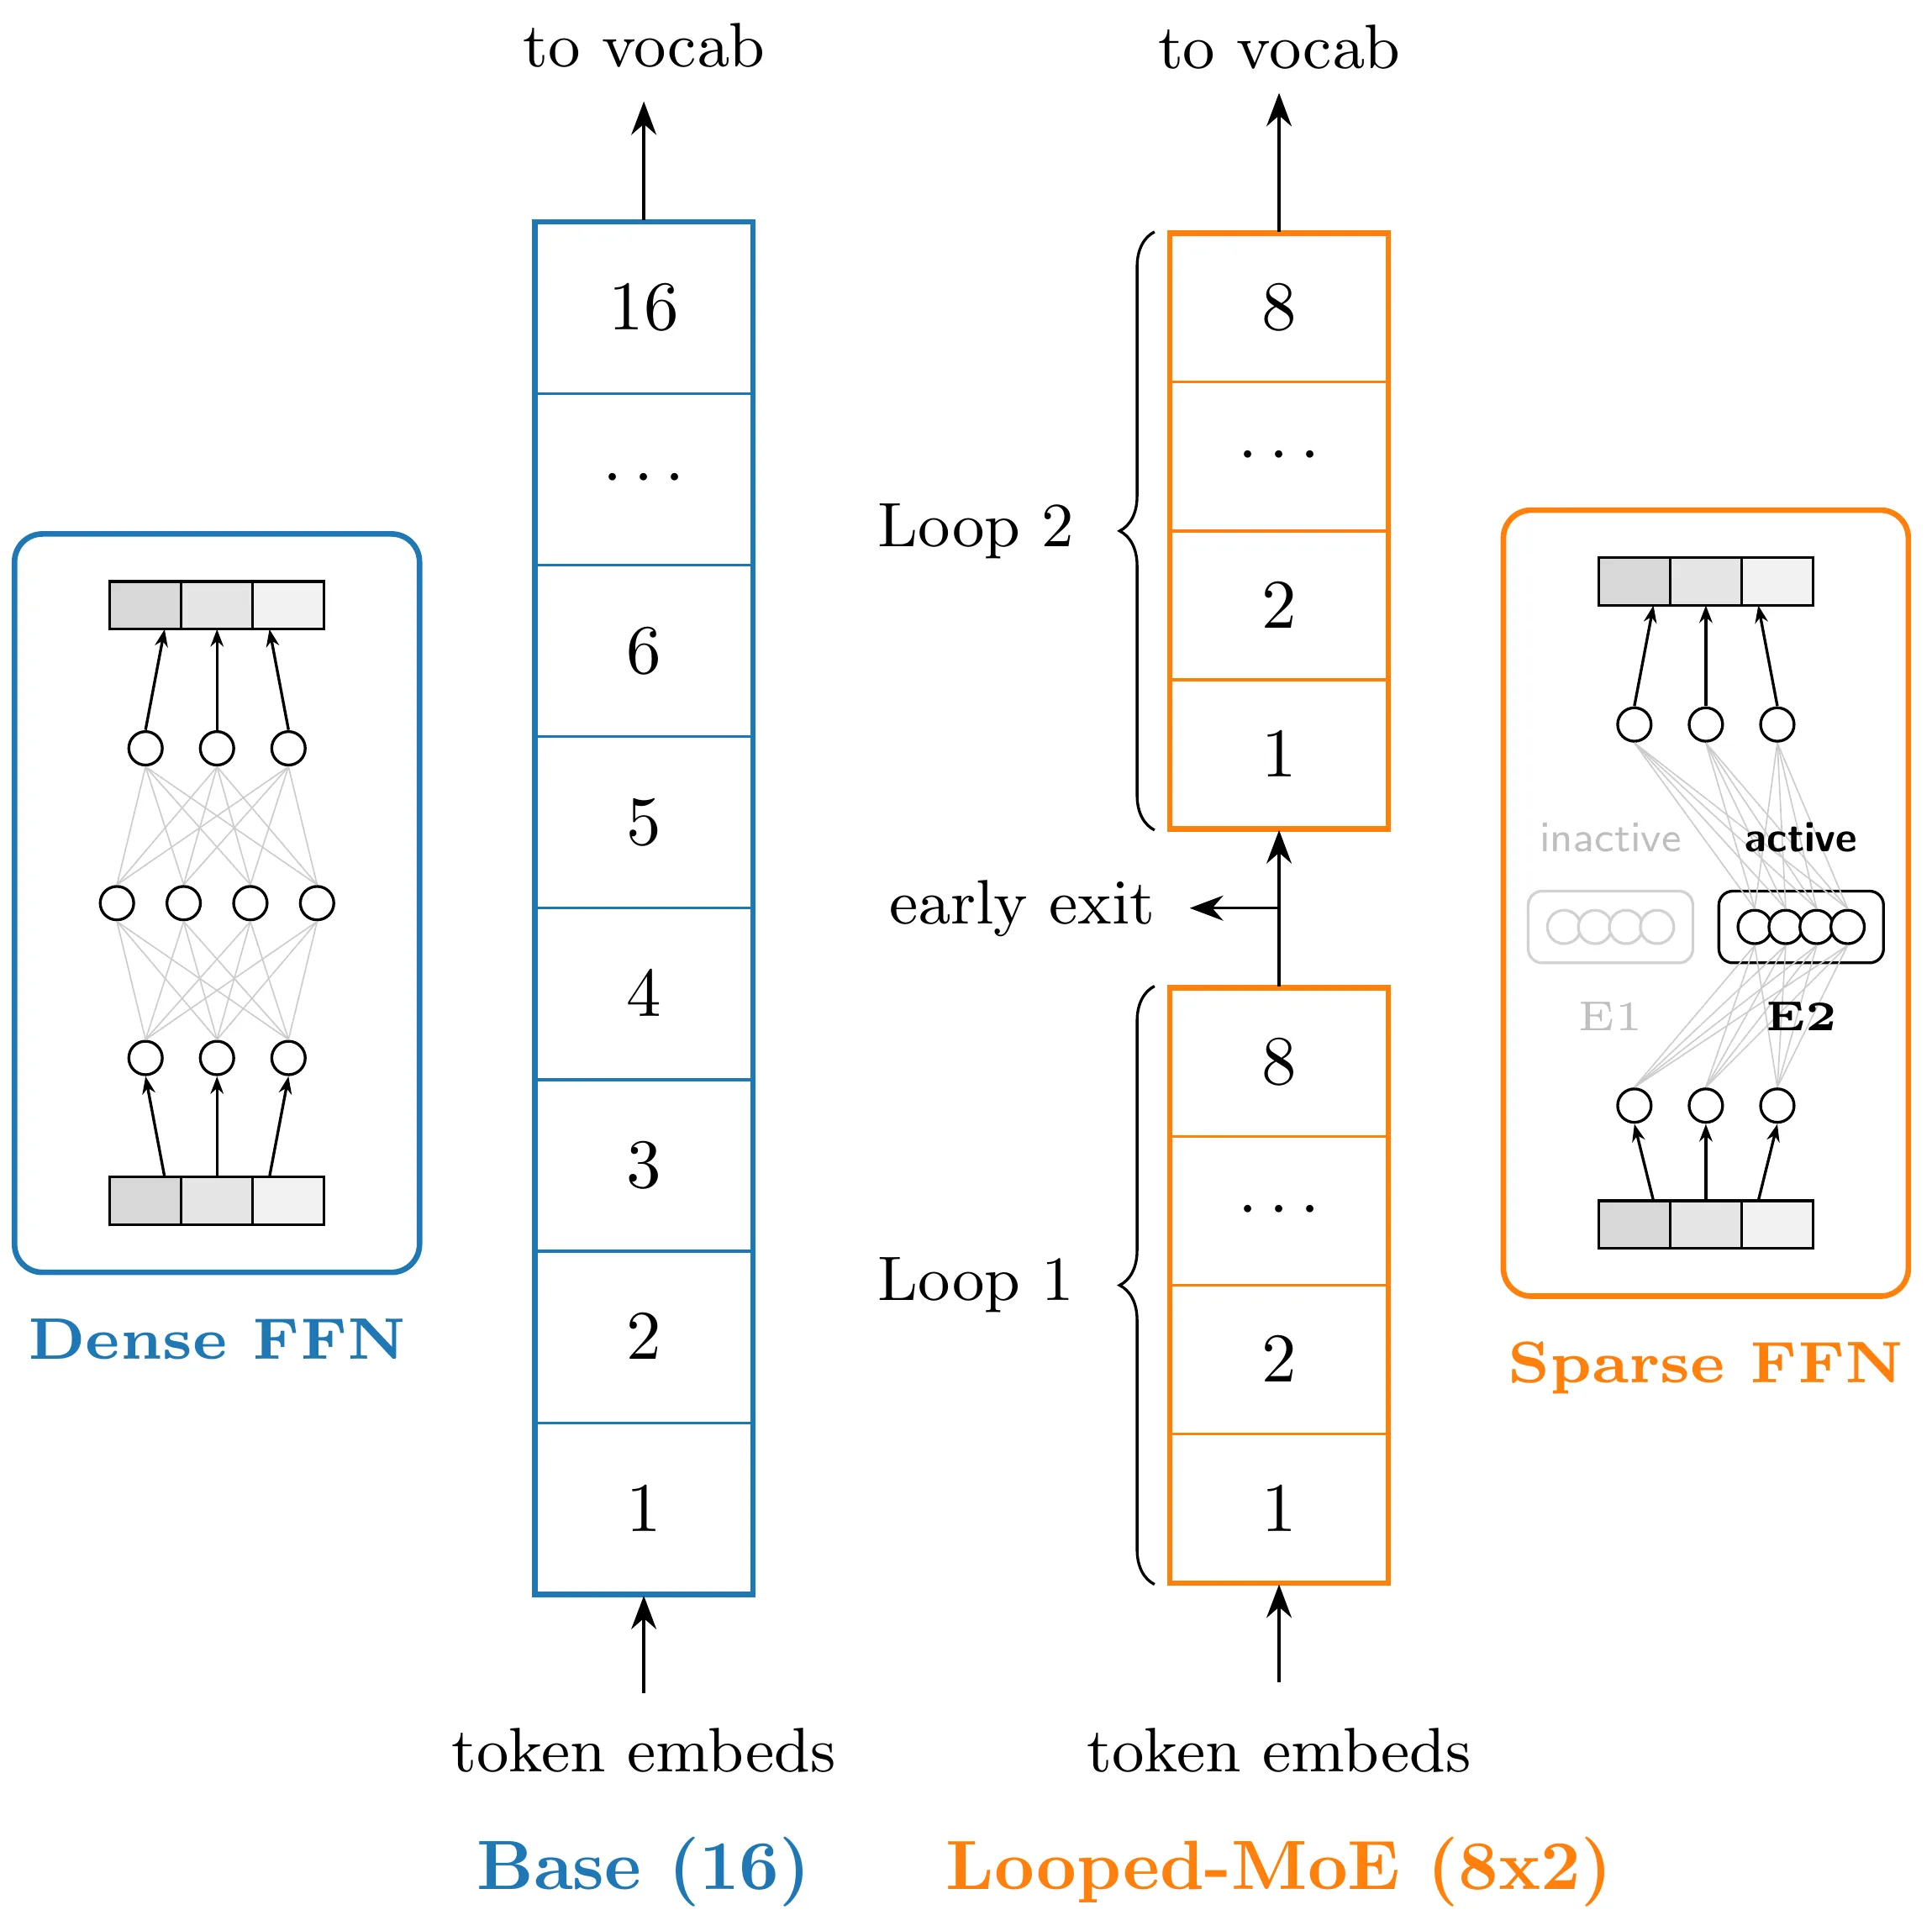 to vocab
16
. . .
6
5
4
3
2
1
token embeds
Base (16)
Dense FFN
to vocab
8
. . .
2
1
Loop 2
early exit
8
. . .
2
1
Loop 1
token embeds
Looped-MoE (8x2)
inactive
active
E1
E2
Sparse FFN